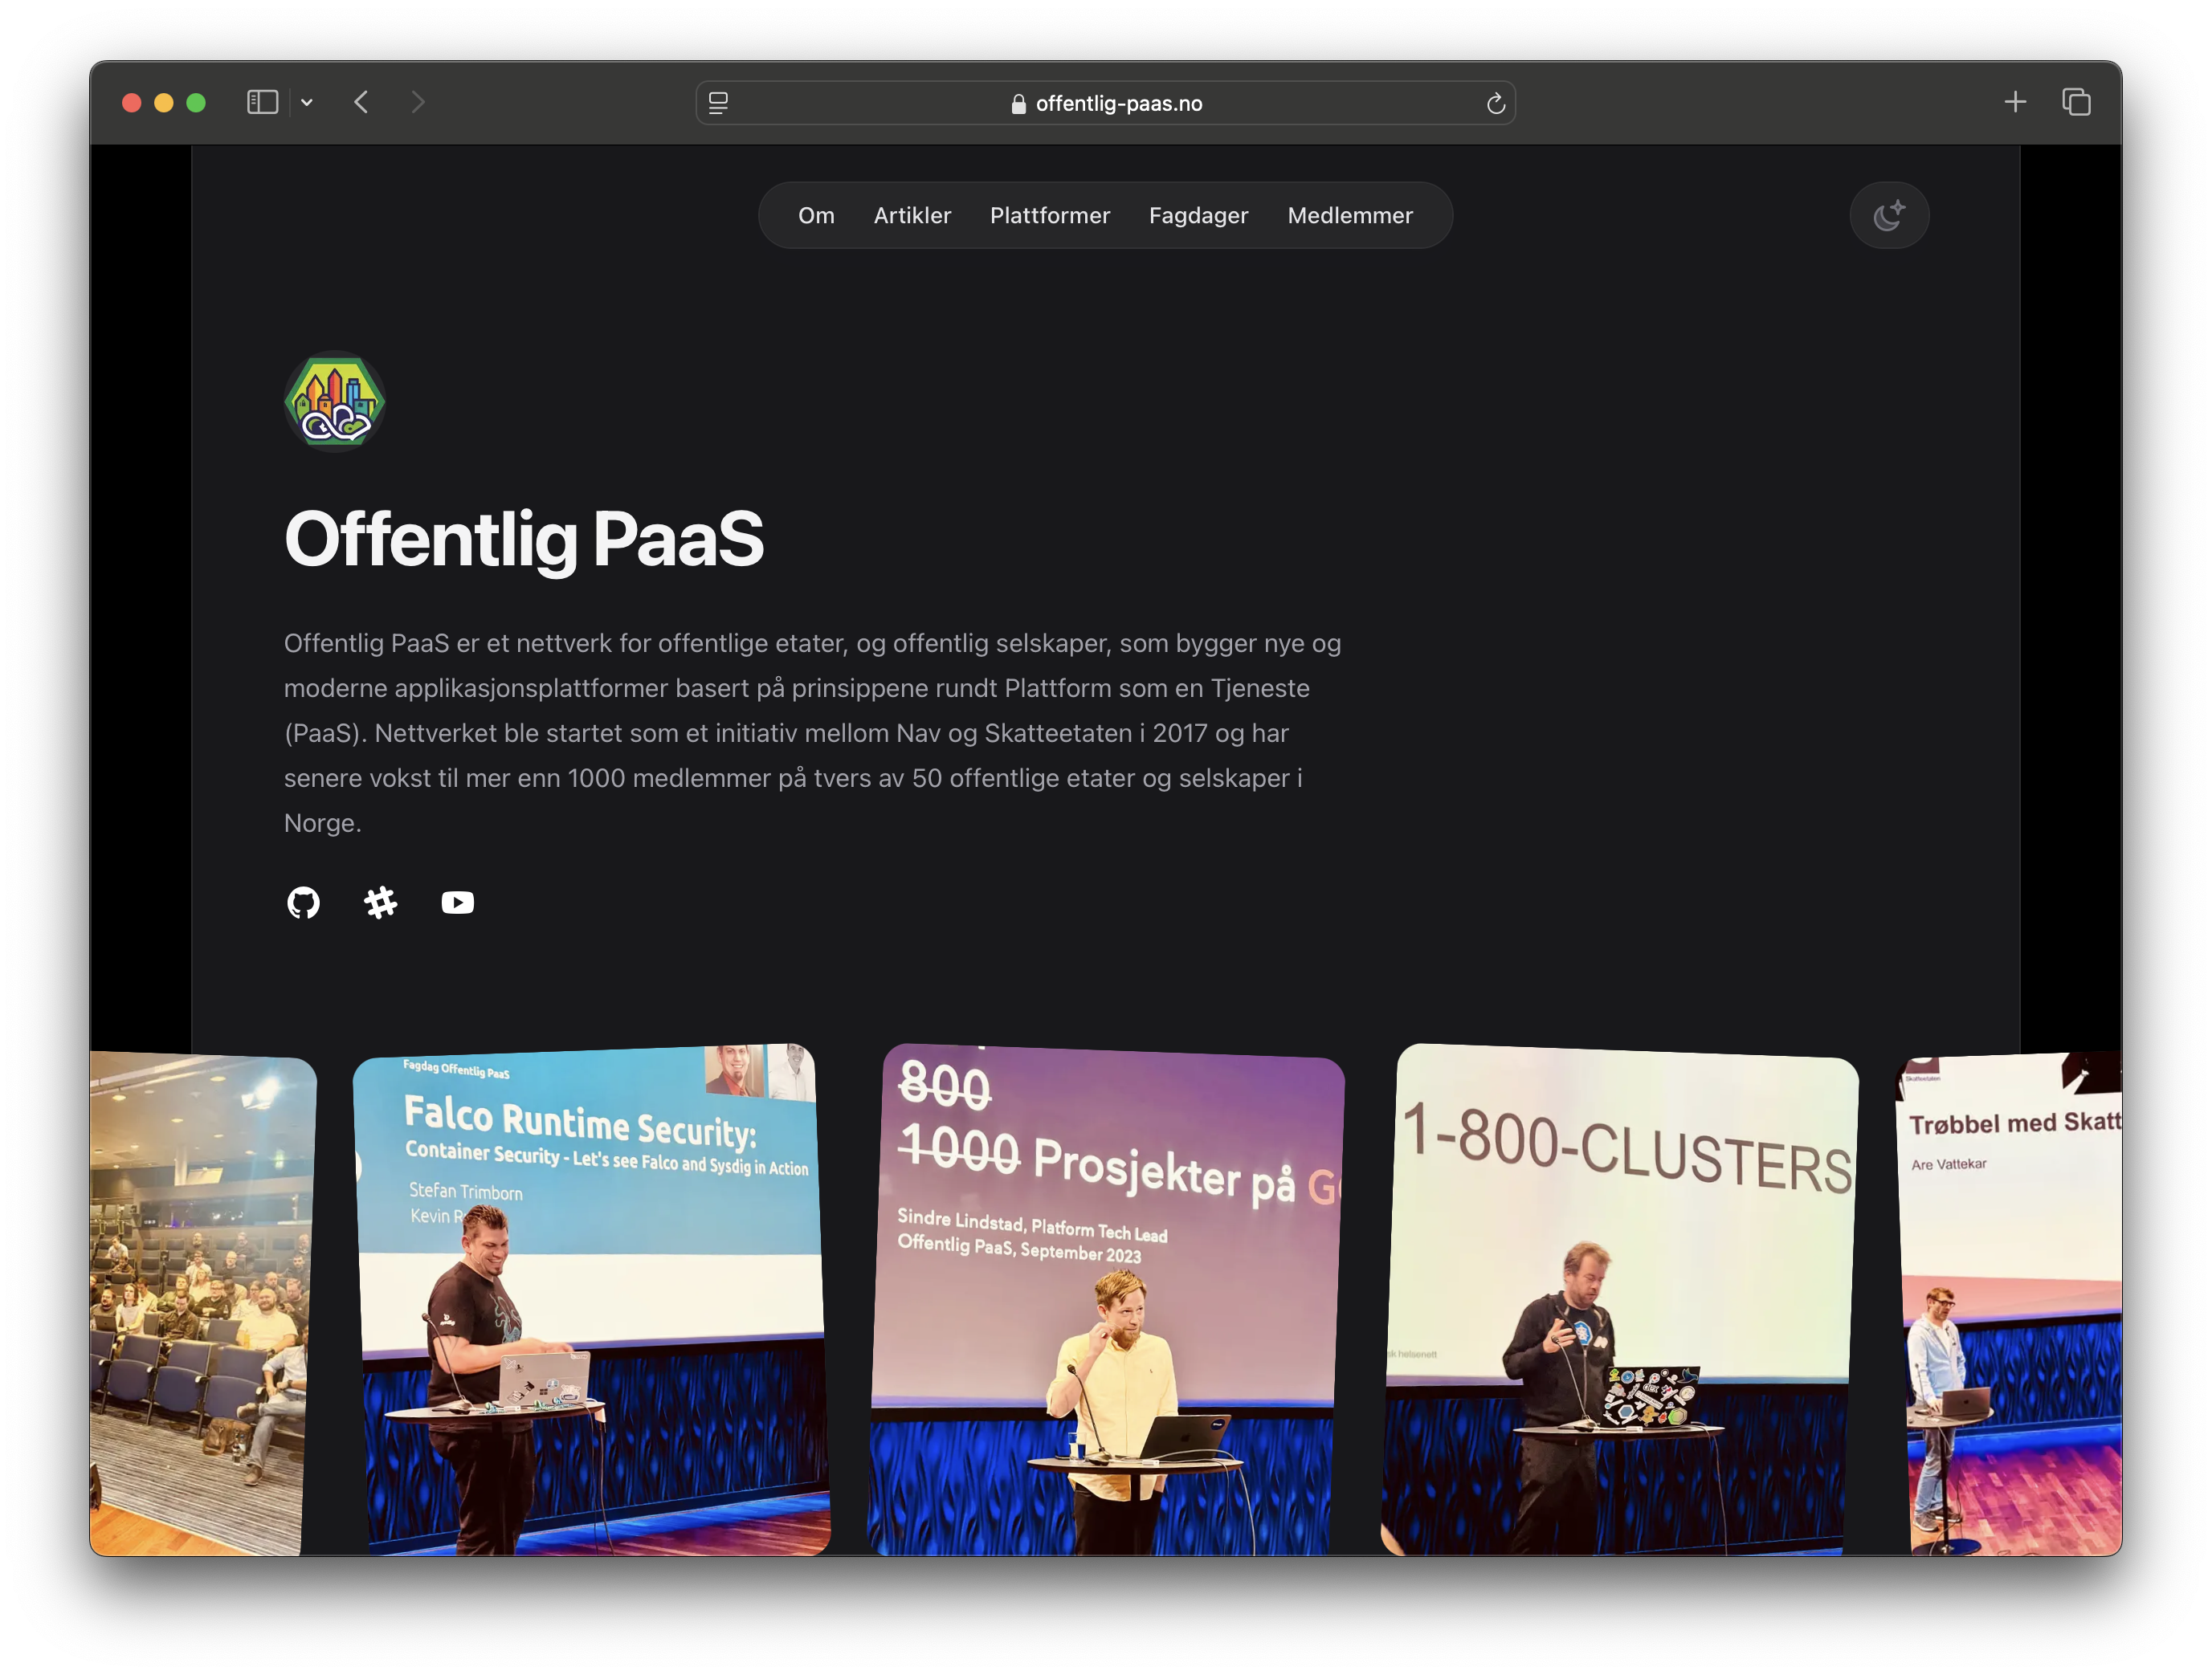 offentlig-paas.no
Om
Artikler
Plattformer
Fagdager
Medlemmer
Offentlig PaaS
Offentlig PaaS er et nettverk for offentlige etater, og offentlig selskaper, som bygger nye og
moderne applikasjonsplattformer basert på prinsippene rundt Plattform som en Tjeneste
(PaaS). Nettverket ble startet som et initiativ mellom Nav og Skatteetaten i 2017 og har
senere vokst til mer enn 1000 medlemmer på tvers av 50 offentlige etater og selskaper i
Norge.
Fagdag Offentlig PaaS
Falco Runtime Security:
Container Security - Let's see Falco and Sysdig in Action
Stefan Trimborn
Kevin
800
1000 Prosjekter på
Sindre Lindstad, Platform Tech Lead
Offentlig PaaS, September 2023
1-800-CLUSTERS
sk helsenett
Skatteetaten
Trøbbel med Skatt
Are Vattekar